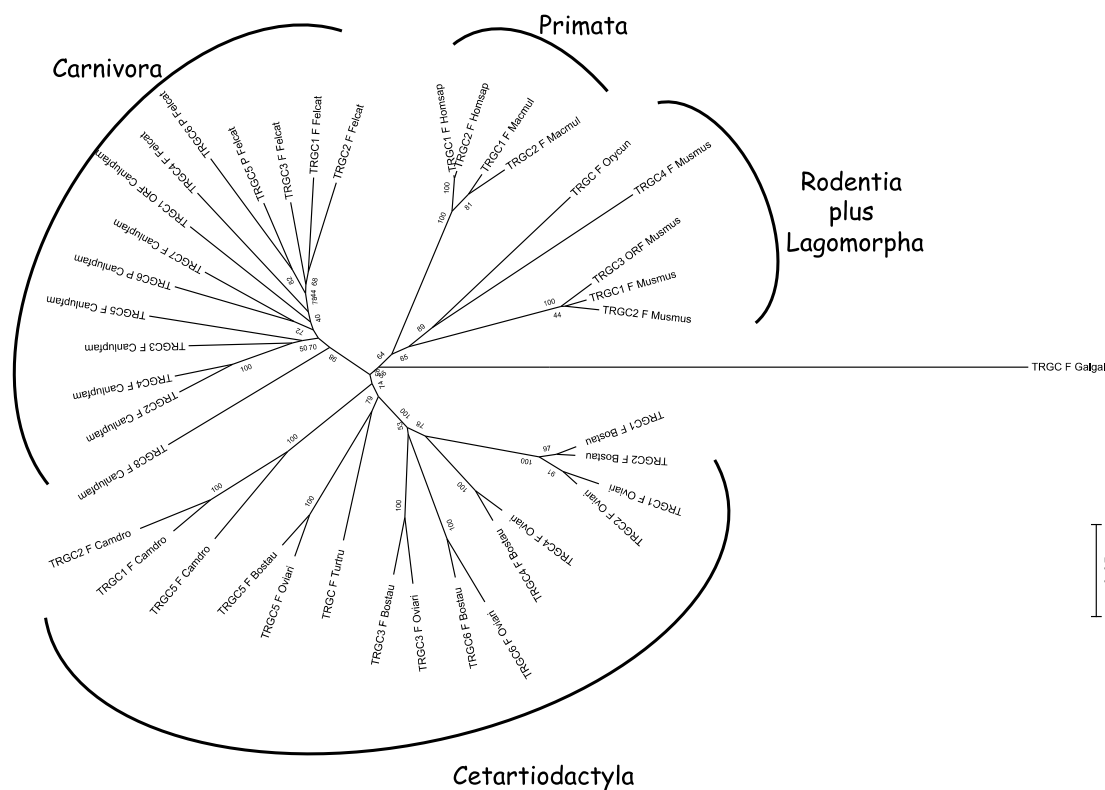 Primata
Carnivora
Rodentia
plus
Lagomorpha
Cetartiodactyla
TRGC6 P Felcat
TRGC4 F Felcat
TRGC5 P Felcat
TRGC3 F Felcat
TRGC1 F Felcat
TRGC2 F Felcat
TRGC1 ORF Canlupfam
TRGC7 F Canlupfam
TRGC6 P Canlupfam
TRGC5 F Canlupfam
TRGC3 F Canlupfam
TRGC4 F Canlupfam
TRGC2 F Canlupfam
TRGC8 F Canlupfam
TRGC1 F Homsap
TRGC2 F Homsap
TRGC1 F Macmul
TRGC2 F Macmul
TRGC F Orycun
TRGC4 F Musmus
TRGC3 ORF Musmus
TRGC1 F Musmus
TRGC2 F Musmus
TRGC F Galgal
TRGC1 F Bostau
TRGC2 F Bostau
TRGC1 F Oviari
TRGC2 F Oviari
TRGC4 F Oviari
TRGC4 F Bostau
TRGC6 F Oviari
TRGC6 F Bostau
TRGC3 F Oviari
TRGC3 F Bostau
TRGC F Turtru
TRGC5 F Oviari
TRGC5 F Bostau
TRGC5 F Camdro
TRGC1 F Camdro
TRGC2 F Camdro
82
68
40
72
50
70
100
98
100
100
81
64
89
65
100
44
74
79
100
100
100
100
52
78
100
97
91
100
100
100